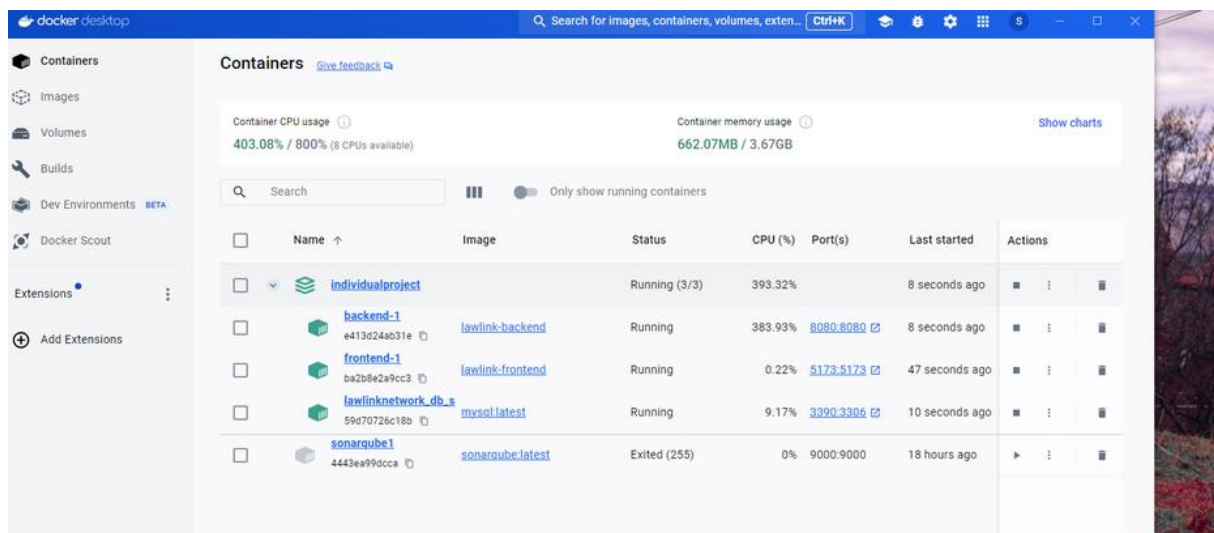 docker desktop
Search for images, containers, volumes, exten... Ctrl+K
S
Containers
Images
Volumes
Builds
Dev Environments BETA
Docker Scout
Extensions
Add Extensions
Containers Give feedback
Container CPU usage
403.08% / 800% (8 CPUs available)
Container memory usage
662.07MB / 3.67GB
Show charts
Search
Only show running containers
Name Image Status CPU (%) Port(s) Last started Actions
individualproject Running (3/3) 393.32% 8 seconds ago
backend-1
e413d24ab31e
lawlink-backend Running 383.93% 8080:8080 8 seconds ago
frontend-1
ba2b8e2a9cc3
lawlink-frontend Running 0.22% 5173:5173 47 seconds ago
lawlinknetwork_db_s
59d70726c18b
mysql:latest Running 9.17% 3390:3306 10 seconds ago
sonarqube1
4443ea99dcca
sonarqube:latest Exited (255) 0% 9000:9000 18 hours ago